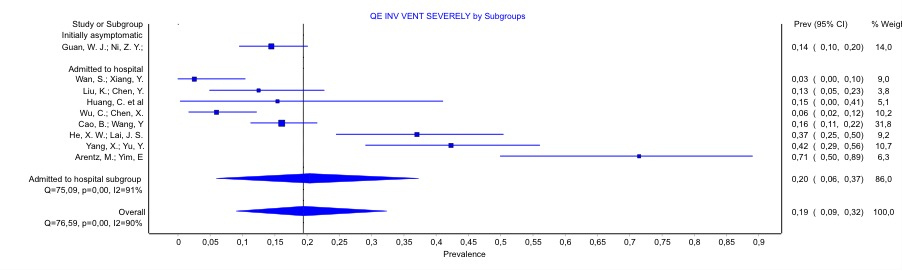 QE INV VENT SEVERELY by Subgroups
Study or Subgroup Prev (95% CI) % Weig
Initially asymptomatic
Guan, W. J.; Ni, Z. Y.; 0,14 ( 0,10, 0,20) 14,0
Admitted to hospital
Wan, S.; Xiang, Y. 0,03 ( 0,00, 0,10) 9,0
Liu, K.; Chen, Y. 0,13 ( 0,05, 0,23) 3,8
Huang, C. et al 0,15 ( 0,00, 0,41) 5,1
Wu, C.; Chen, X. 0,06 ( 0,02, 0,12) 10,2
Cao, B.; Wang, Y 0,16 ( 0,11, 0,22) 31,8
He, X. W.; Lai, J. S. 0,37 ( 0,25, 0,50) 9,2
Yang, X.; Yu, Y. 0,42 ( 0,29, 0,56) 10,7
Arentz, M.; Yim, E 0,71 ( 0,50, 0,89) 6,3
Admitted to hospital subgroup 0,20 ( 0,06, 0,37) 86,0
Q=75,09, p=0,00, I2=91%
Overall 0,19 ( 0,09, 0,32) 100,0
Q=76,59, p=0,00, I2=90%
0 0,05 0,1 0,15 0,2 0,25 0,3 0,35 0,4 0,45 0,5 0,55 0,6 0,65 0,7 0,75 0,8 0,85 0,9
Prevalence